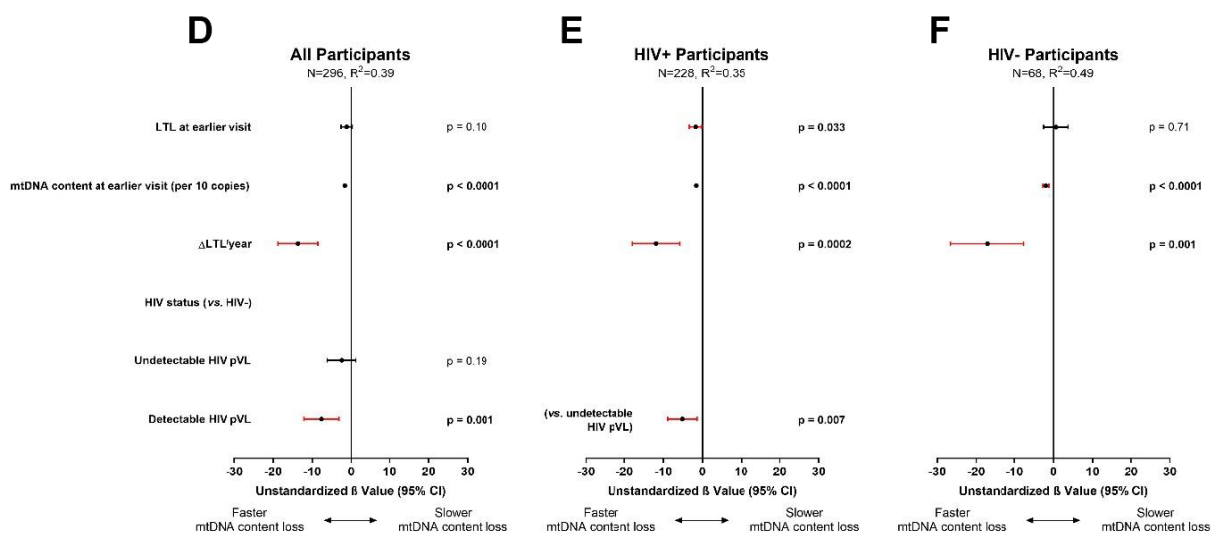 D
All Participants
N=296, R²=0.39
E
HIV+ Participants
N=228, R²=0.35
F
HIV- Participants
N=68, R²=0.49
LTL at earlier visit
p = 0.10
p = 0.033
p = 0.71
mtDNA content at earlier visit (per 10 copies)
p < 0.0001
p < 0.0001
p < 0.0001
ΔLTL/year
p < 0.0001
p = 0.0002
p = 0.001
HIV status (vs. HIV-)
Undetectable HIV pVL
p = 0.19
Detectable HIV pVL
p = 0.001
(vs. undetectable
HIV pVL)
p = 0.007
-30 -20 -10 0 10 20 30
-30 -20 -10 0 10 20 30
-30 -20 -10 0 10 20 30
Unstandardized ß Value (95% CI)
Unstandardized ß Value (95% CI)
Unstandardized ß Value (95% CI)
Faster
mtDNA content loss
Slower
mtDNA content loss
Faster
mtDNA content loss
Slower
mtDNA content loss
Faster
mtDNA content loss
Slower
mtDNA content loss